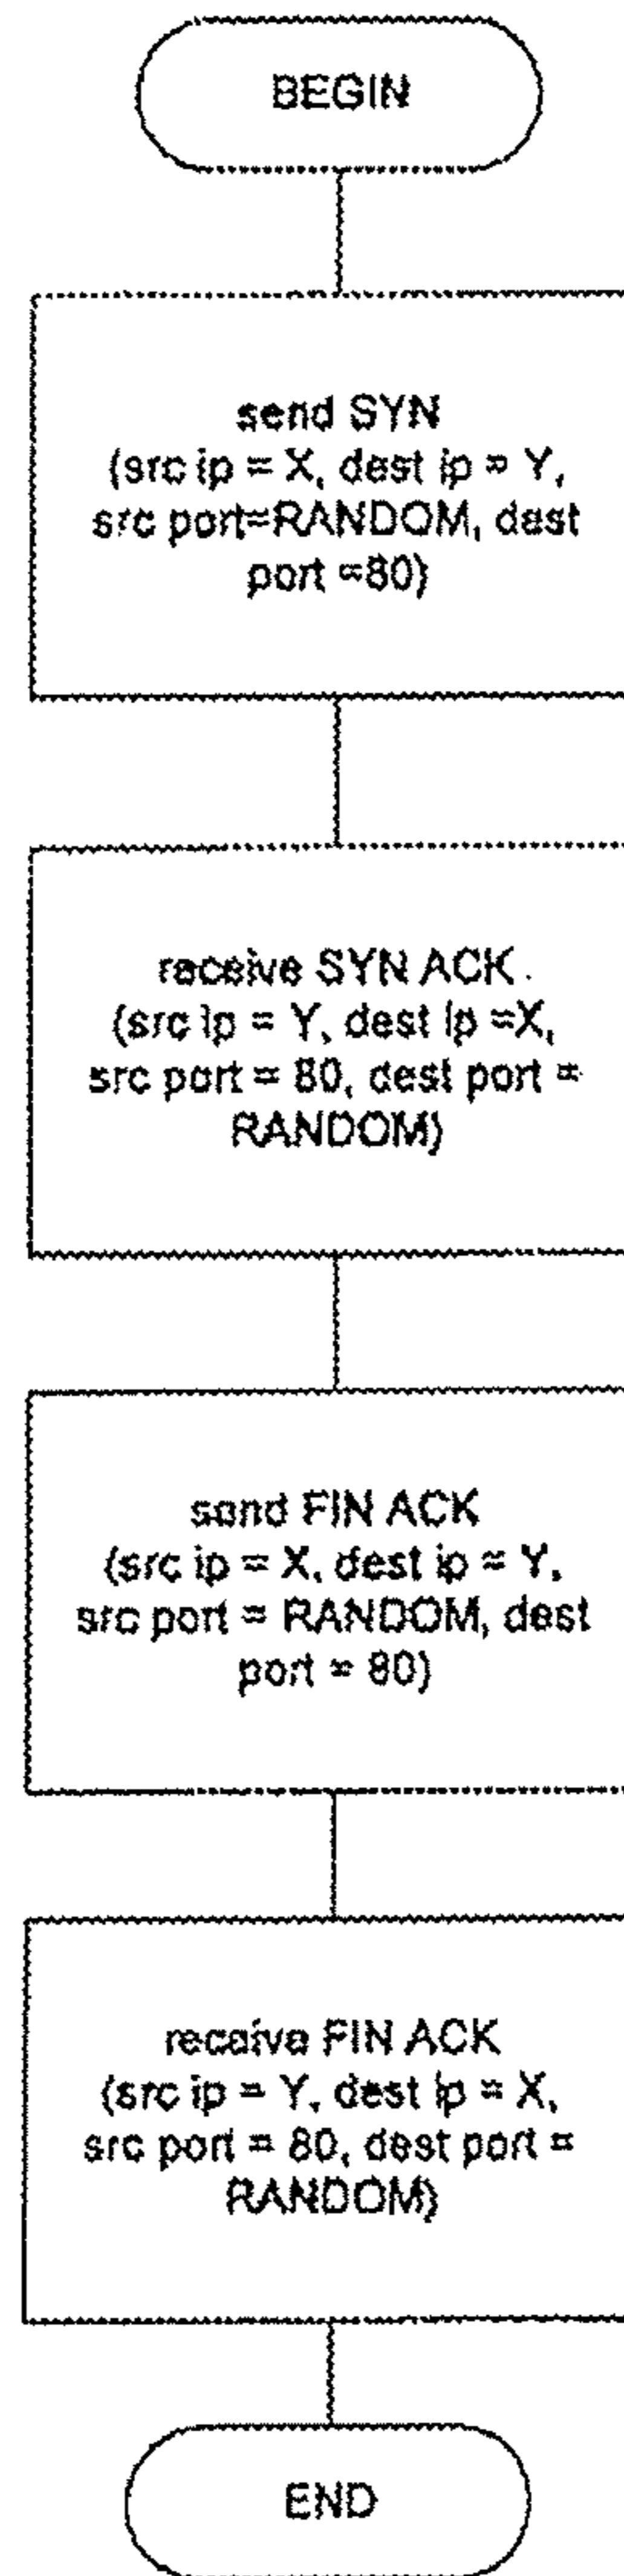 BEGIN
send SYN
(src ip = X, dest ip = Y,
src port=RANDOM, dest
port =80)
receive SYN ACK
(src ip = Y, dest ip =X,
src port = 80, dest port =
RANDOM)
send FIN ACK
(src ip = X, dest ip = Y,
src port = RANDOM, dest
port = 80)
receive FIN ACK
(src ip = Y, dest ip = X,
src port = 80, dest port =
RANDOM)
END